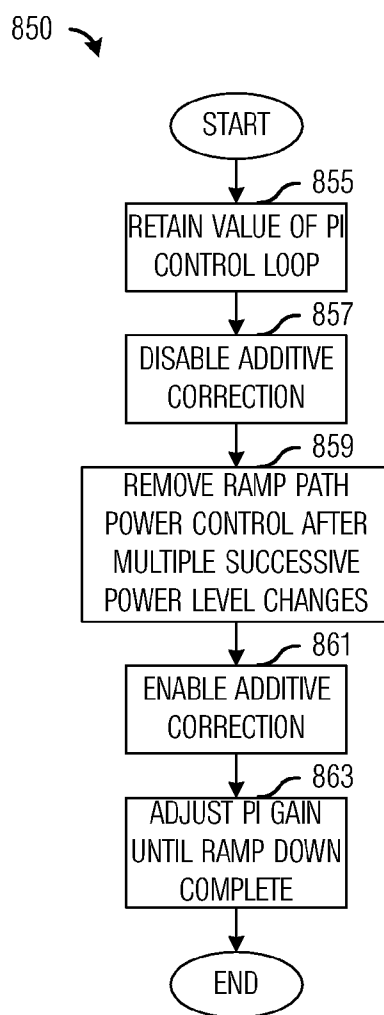 850
START
855
RETAIN VALUE OF PI
CONTROL LOOP
857
DISABLE ADDITIVE
CORRECTION
859
REMOVE RAMP PATH
POWER CONTROL AFTER
MULTIPLE SUCCESSIVE
POWER LEVEL CHANGES
861
ENABLE ADDITIVE
CORRECTION
863
ADJUST PI GAIN
UNTIL RAMP DOWN
COMPLETE
END